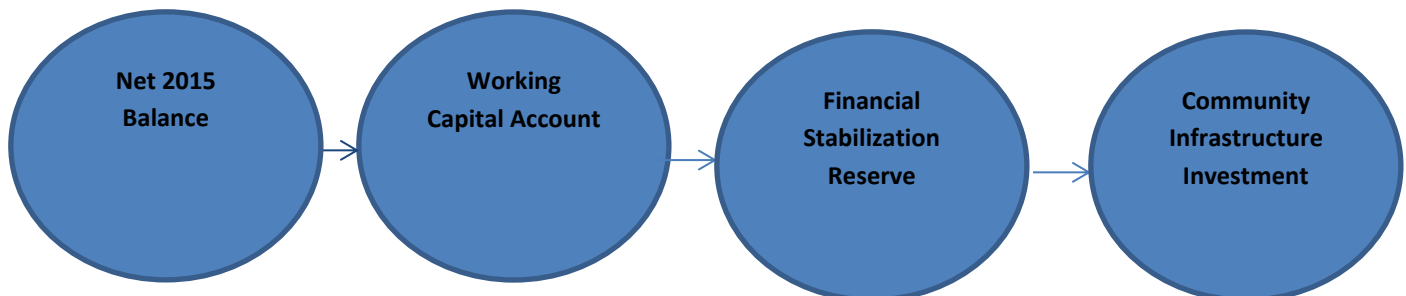 Net 2015
Balance
Working
Capital Account
Financial
Stabilization
Reserve
Community
Infrastructure
Investment